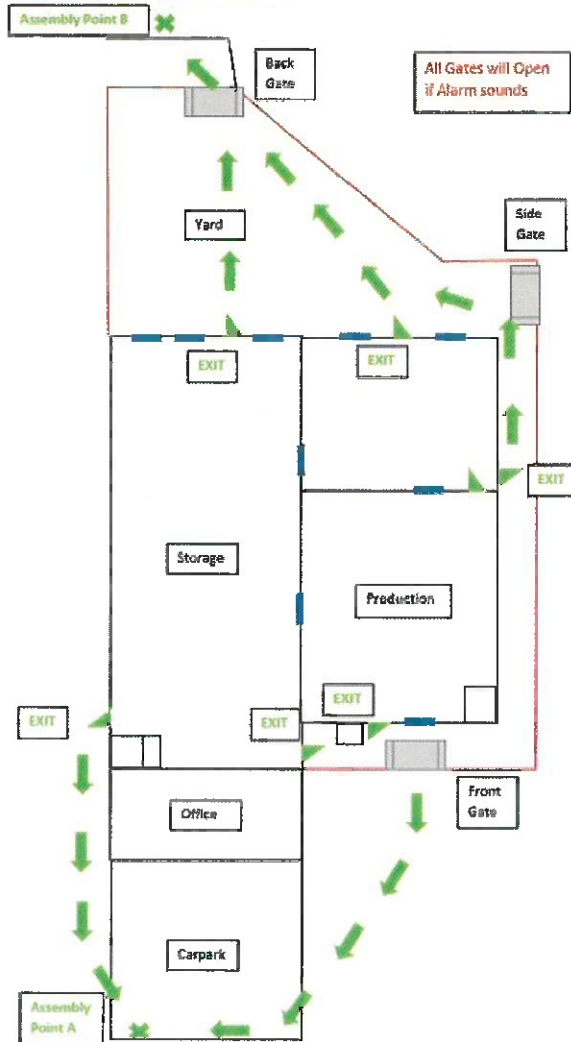 Assembly Point B
Back
Gate
All Gates will Open
if Alarm sounds
Yard
Side
Gate
EXIT
EXIT
EXIT
Storage
Production
EXIT
EXIT
EXIT
Front
Gate
Office
Carpark
Assembly
Point A